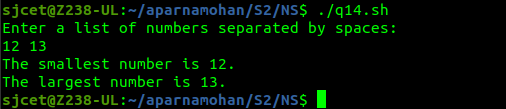 sjcet@Z238-UL:~/aparnamohan/S2/NS$ ./q14.sh
Enter a list of numbers separated by spaces:
12 13
The smallest number is 12.
The largest number is 13.
sjcet@Z238-UL:~/aparnamohan/S2/NS$